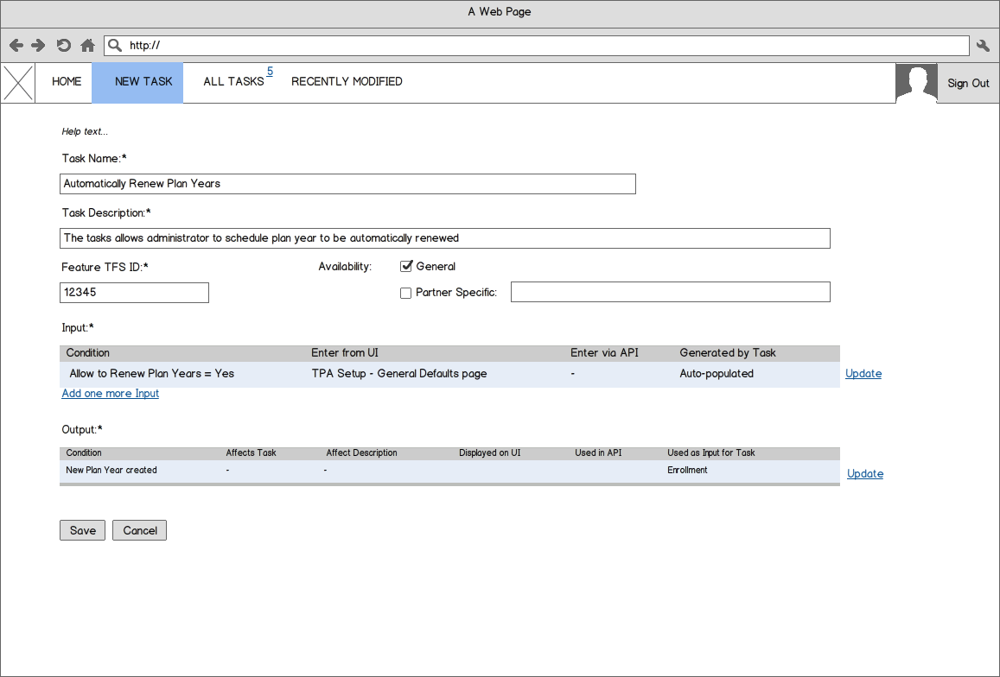 A Web Page
http://
HOME NEW TASK ALL TASKS 5 RECENTLY MODIFIED Sign Out
Help text...
Task Name:*
Automatically Renew Plan Years
Task Description:*
The tasks allows administrator to schedule plan year to be automatically renewed
Feature TFS ID:* Availability: General
12345 Partner Specific:
Input:*
Condition Enter from UI Enter via API Generated by Task
Allow to Renew Plan Years = Yes TPA Setup - General Defaults page - Auto-populated Update
Add one more Input
Output:*
Condition Affects Task Affect Description Displayed on UI Used in API Used as Input for Task
New Plan Year created - - Enrollment Update
Save Cancel